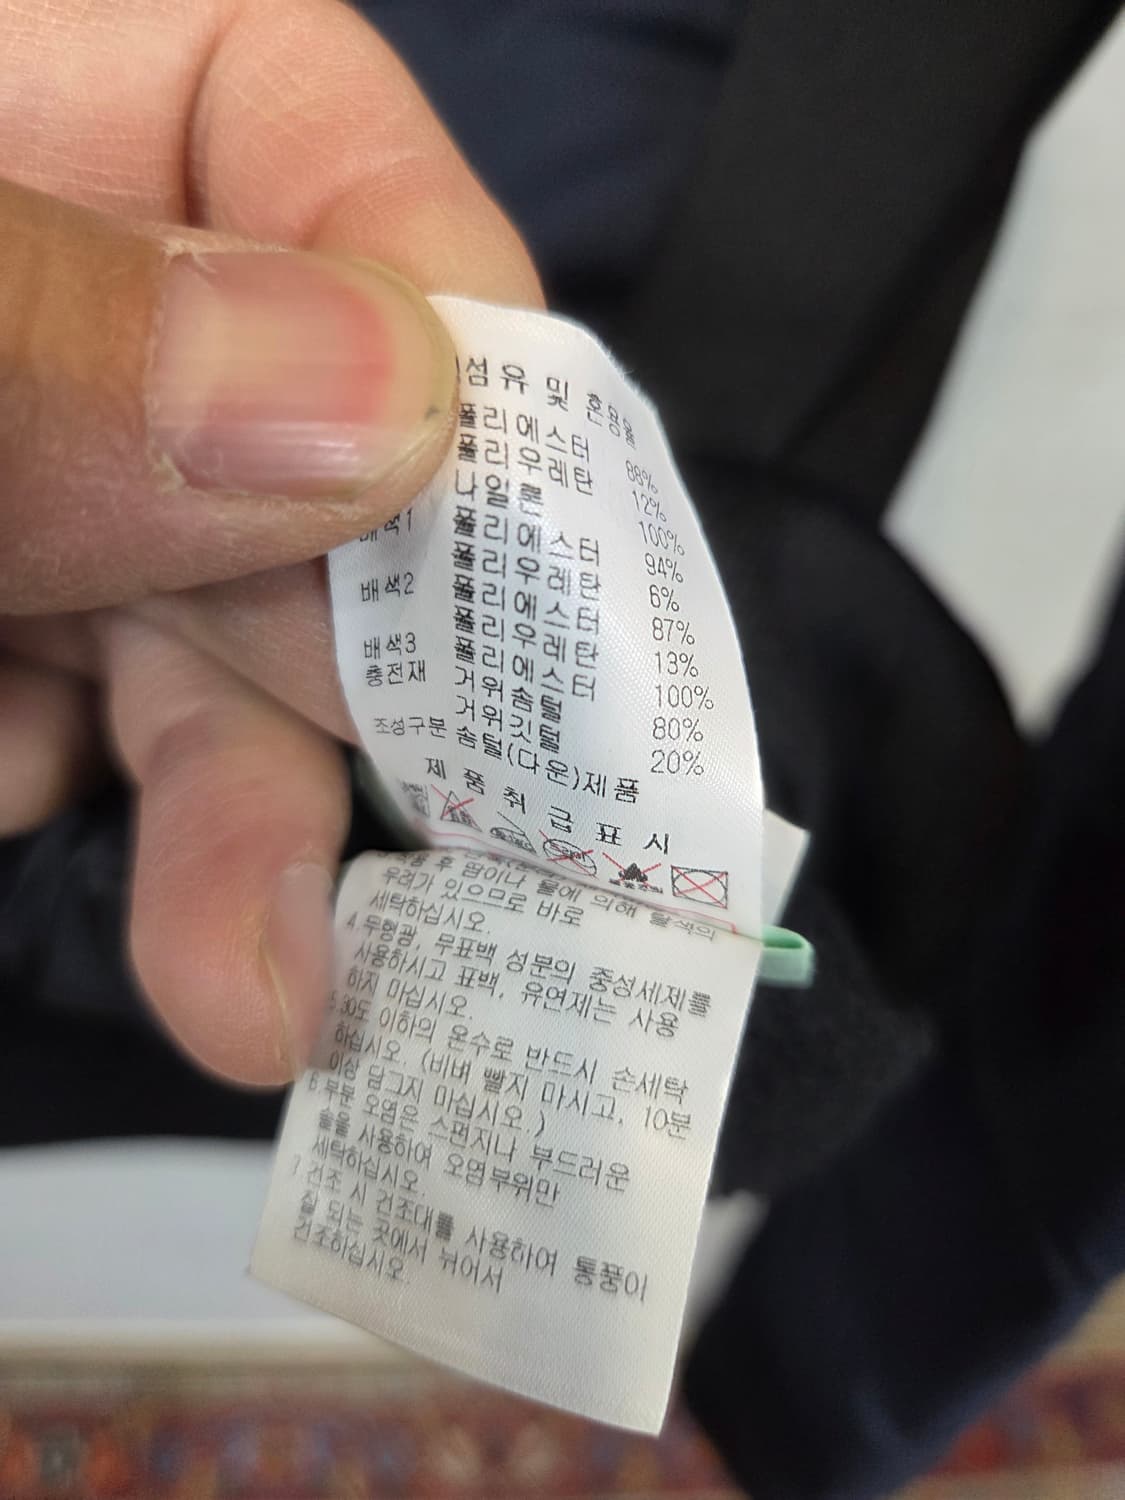 섬유 및 혼용율
폴리에스터 88%
폴리우레탄 12%
나일론 100%
배색1 폴리에스터 94%
폴리우레탄 6%
배색2 폴리에스터 87%
폴리우레탄 13%
배색3 폴리에스터 100%
충전재 거위솜털 80%
거위깃털 20%
조성구분 솜털(다운)제품
제품취급표시
후 땀이나 물에 의해 탈색의
우려가 있으므로 바로
세탁하십시오.
4. 무형광, 무표백 성분의 중성세제를
사용하시고 표백, 유연제는 사용
하지 마십시오.
5. 30도 이하의 온수로 반드시 손세탁
하십시오. (비벼 빨지 마시고, 10분
이상 담그지 마십시오.)
6. 부분 오염은 스펀지나 부드러운
솔을 사용하여 오염부위만
세탁하십시오.
7. 건조 시 건조대를 사용하여 통풍이
잘 되는 곳에서 뉘어서
건조하십시오.